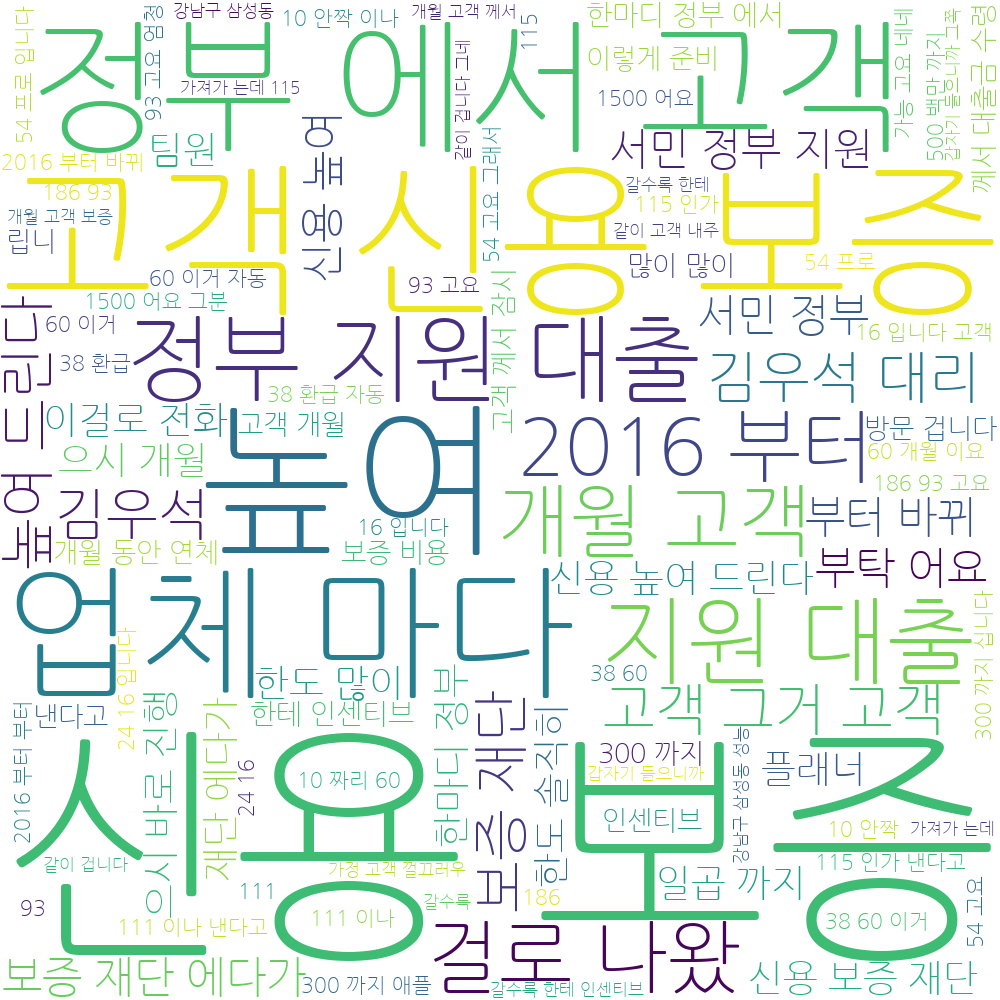 정부 에서 고객
고객 신용 보증
신용 보증
업체 마다
높여
정부 지원 대출
지원 대출
2016 부터
개월 고객
걸로 나왔
고객 그거 고객
김우석 대리
김우석
서민 정부 지원
서민 정부
신용 높여 드린다
높여 드린다
신용 높여
보증 재단
보증 재단 에다가
신용 보증 재단
재단 에다가
부터 바뀌
부탁 어요
이걸로 전화
고객 개월
으시 개월
개월 동안 연체
보증 비용
16 입니다
16 입니다 고객
방문 겁니다
60 개월 이요
186 93 고요
38 환급
38 환급 자동
60 이거
60 이거 자동
1500 어요 그분
1500 어요
93 고요
93 고요 엄청
54 프로 입니다
54 프로
54 고요 그래서
54 고요
강남구 삼성동
10 안짝 이나
개월 고객 께서
115
한마디 정부 에서
이렇게 준비
가능 고요 네네
500 백만 까지
갑자기 들으니까 고쪽
께서 대출금 수령
가져가 는데 115
같이 겁니다 그네
팀원
2016 부터 바뀌
186 93
개월 고객 보증
립니
갈수록 한테
115 인가
같이 고객 내주
많이 많이
고객 께서 잠시
한도 많이
한테 인센티브
한마디 정부
한도 솔직히
38 60
300 까지 십니다
300 까지
갑자기 들으니까
강남구 삼성동 성능
플래너
인센티브
10 짜리 60
10 안짝
가져가 는데
115 인가 낸다고
일곱 까지
38 60 이거
24 16 입니다
24 16
낸다고
2016 부터
으시 바로 진행
같이 겁니다
93
111
111 이나
111 이나 낸다고
가정 고객 껄끄러우
갈수록
186
300 까지 애플
갈수록 한테 인센티브